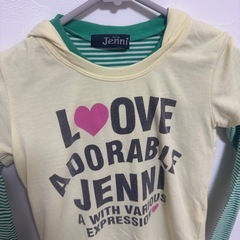 Jenni
L♥OVE
ADORABLE
JENNI
A WITH VARIOUS
EXPRESSION♥